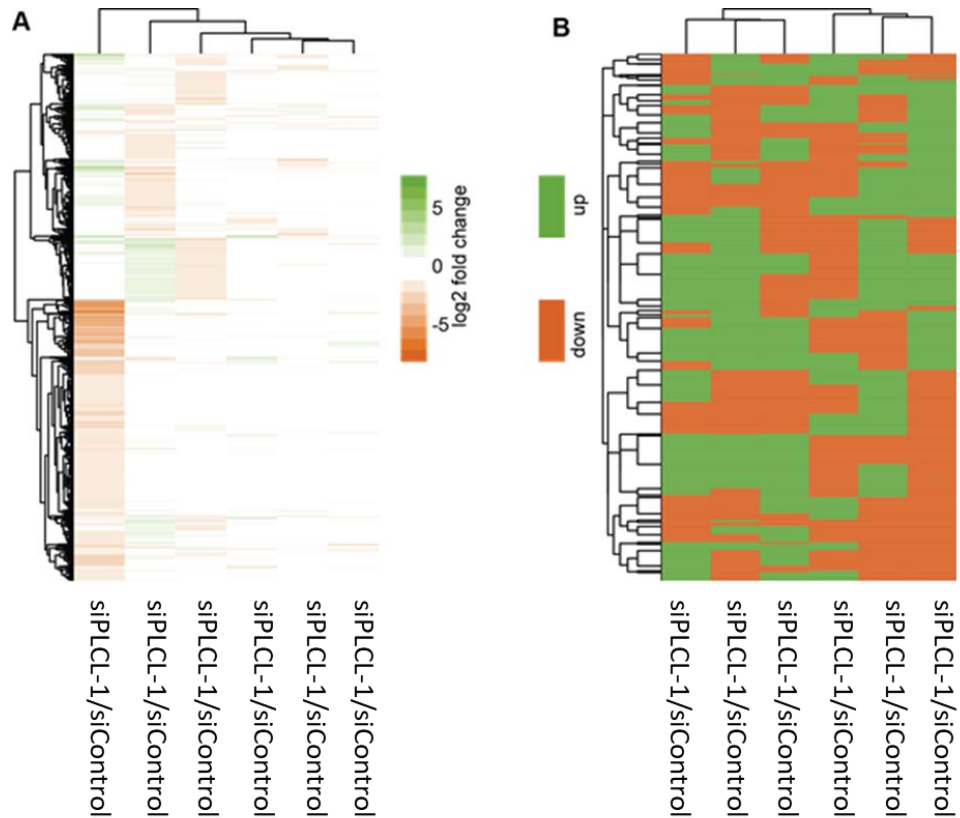 A
B
5
0
-5
log2 fold change
up
down
siPLCL-1/siControl
siPLCL-1/siControl
siPLCL-1/siControl
siPLCL-1/siControl
siPLCL-1/siControl
siPLCL-1/siControl
siPLCL-1/siControl
siPLCL-1/siControl
siPLCL-1/siControl
siPLCL-1/siControl
siPLCL-1/siControl
siPLCL-1/siControl